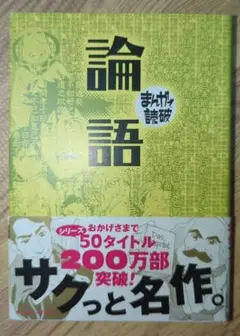 論語
まんがで
読破
シリーズ
おかげさまで
50タイトル
200万部
突破!
サクっと名作。